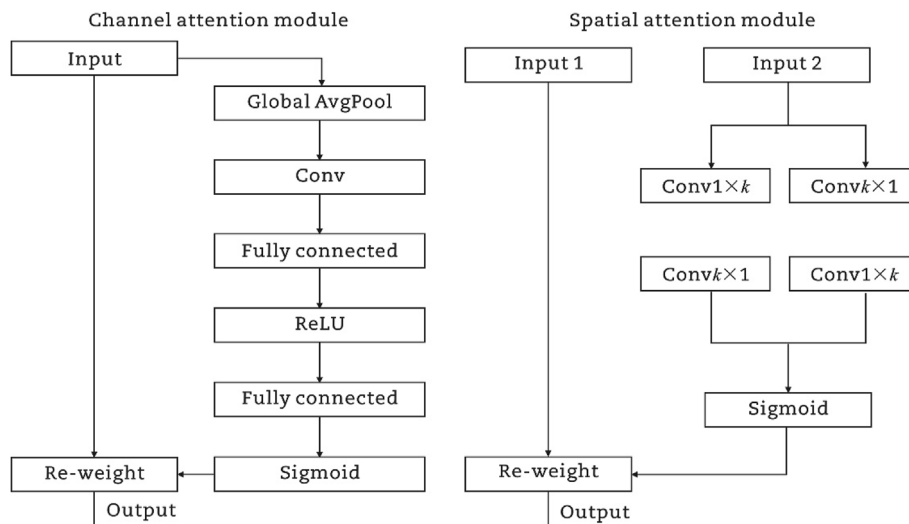 Channel attention module
Input
Global AvgPool
Conv
Fully connected
ReLU
Fully connected
Sigmoid
Re-weight
Output
Spatial attention module
Input 1
Input 2
Conv1×k
Convk×1
Convk×1
Conv1×k
Sigmoid
Re-weight
Output